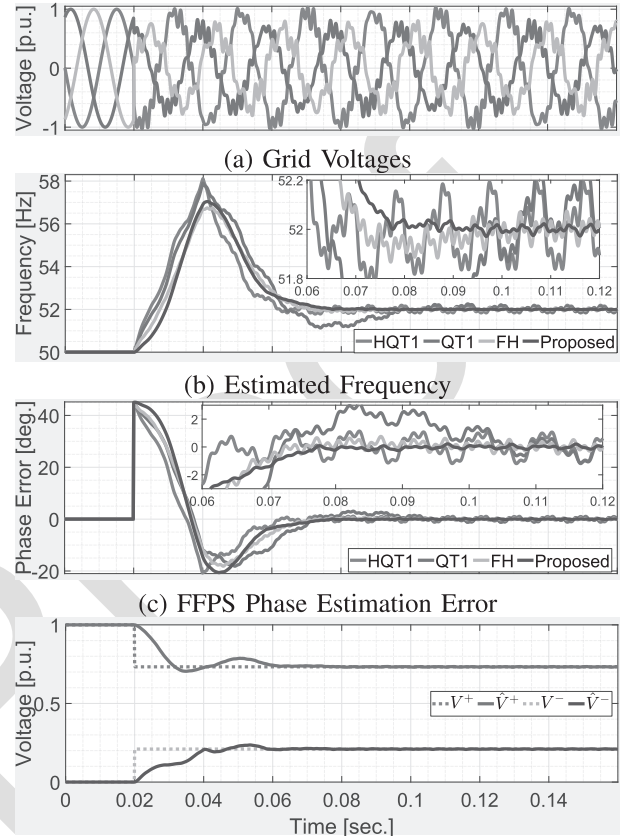 Voltage [p.u.]
1
0
-1
(a) Grid Voltages
Frequency [Hz]
58
56
54
52
50
52.2
52
51.8
0.06 0.07 0.08 0.09 0.1 0.11 0.12
HQT1 QT1 FH Proposed
(b) Estimated Frequency
Phase Error [deg.]
40
20
0
-20
2
0
-2
0.06 0.07 0.08 0.09 0.1 0.11 0.12
HQT1 QT1 FH Proposed
(c) FFPS Phase Estimation Error
Voltage [p.u.]
1
0.5
0
V⁺ V̂⁺ V⁻ V̂⁻
0 0.02 0.04 0.06 0.08 0.1 0.12 0.14
Time [sec.]